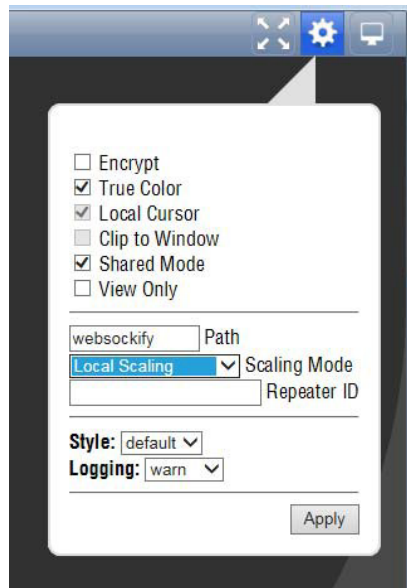 Encrypt
True Color
Local Cursor
Clip to Window
Shared Mode
View Only
websockify Path
Local Scaling Scaling Mode
Repeater ID
Style: default
Logging: warn
Apply